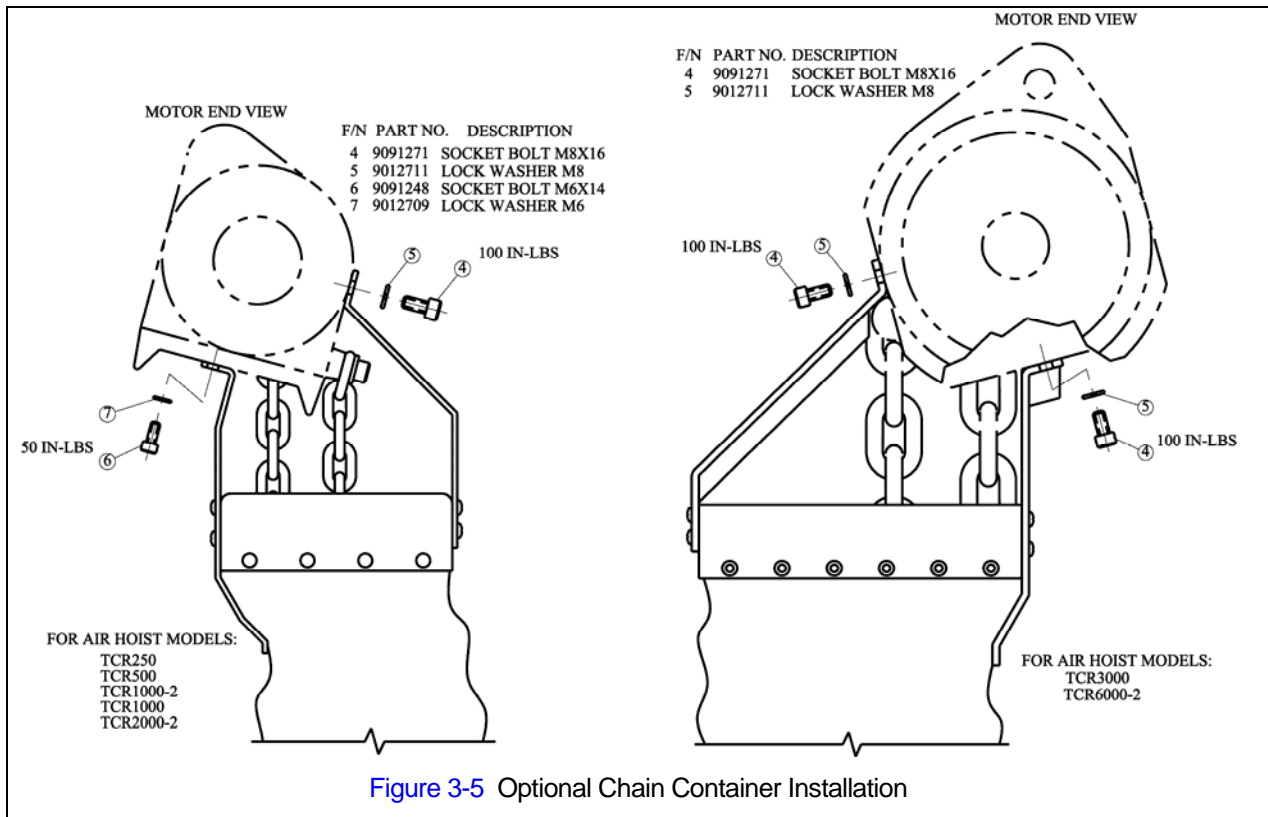 MOTOR END VIEW
F/N PART NO. DESCRIPTION
4 9091271 SOCKET BOLT M8X16
5 9012711 LOCK WASHER M8
6 9091248 SOCKET BOLT M6X14
7 9012709 LOCK WASHER M6
5
4
100 IN-LBS
7
6
50 IN-LBS
FOR AIR HOIST MODELS:
TCR250
TCR500
TCR1000-2
TCR1000
TCR2000-2
MOTOR END VIEW
F/N PART NO. DESCRIPTION
4 9091271 SOCKET BOLT M8X16
5 9012711 LOCK WASHER M8
100 IN-LBS
4
5
5
4
100 IN-LBS
FOR AIR HOIST MODELS:
TCR3000
TCR6000-2
Figure 3-5 Optional Chain Container Installation